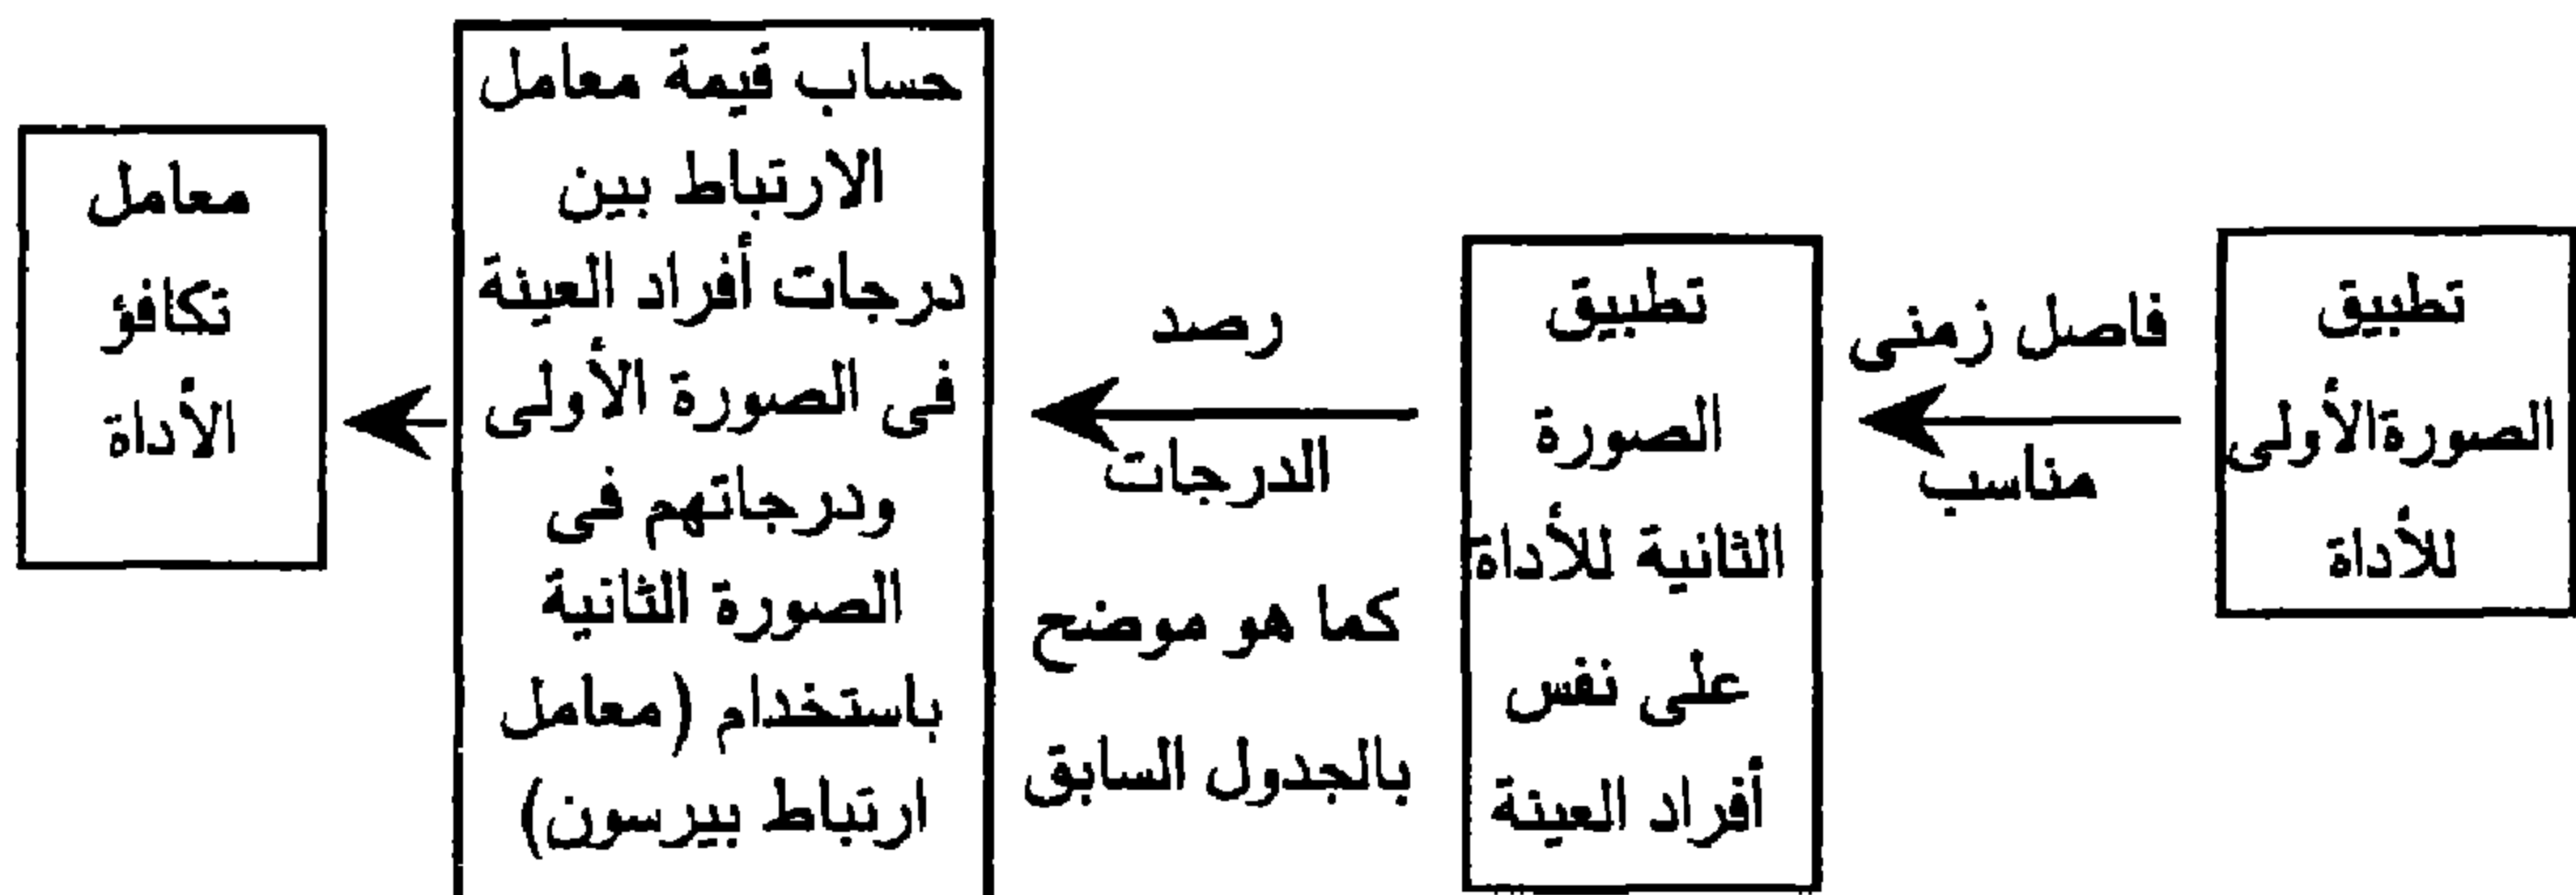 تطبيق
الصورة الأولى
للأداة
فاصل زمنى
مناسب
تطبيق
الصورة
الثانية للأداة
على نفس
أفراد العينة
رصد
الدرجات
كما هو موضح
بالجدول السابق
حساب قيمة معامل
الارتباط بين
درجات أفراد العينة
فى الصورة الأولى
ودرجاتهم فى
الصورة الثانية
باستخدام (معامل
ارتباط بيرسون)
معامل
تكافؤ
الأداة